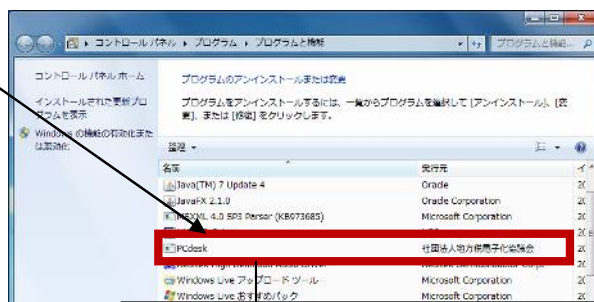 コントロール パネル ▸ プログラム ▸ プログラムと機能
プログラムと機能...
コントロール パネル ホーム
インストールされた更新プログラムを表示
Windows の機能の有効化または無効化
プログラムのアンインストールまたは変更
プログラムをアンインストールするには、一覧からプログラムを選択して [アンインストール]、[変
更]、または [修復] をクリックします。
整理
名前 発行元
Java(TM) 7 Update 4 Oracle
JavaFX 2.1.0 Oracle Corporation
MSXML 4.0 SP3 Parser (KB973685) Microsoft Corporation
PCdesk 社団法人地方税電子化協議会
Windows Live アップロード ツール Microsoft Corporation
Windows Live おすすめパック Microsoft Corporation